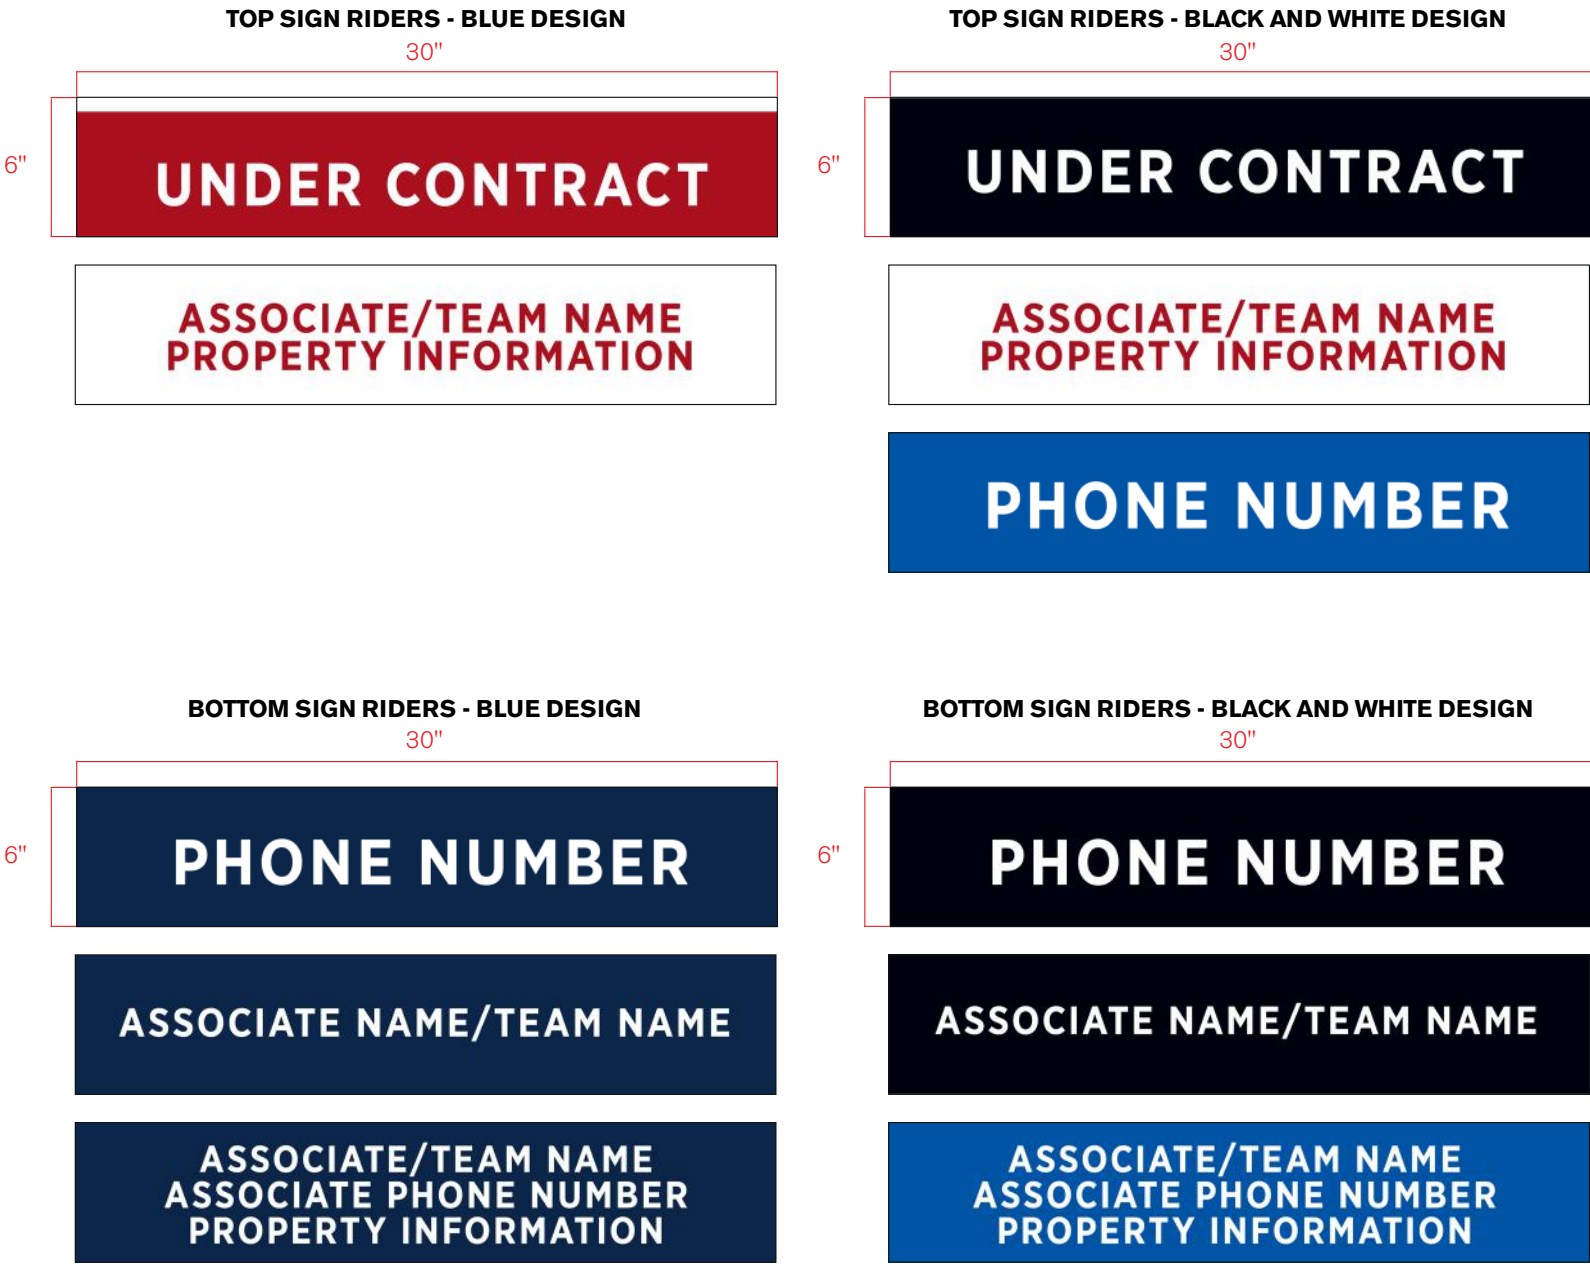 TOP SIGN RIDERS - BLUE DESIGN
30"
6"
UNDER CONTRACT
ASSOCIATE/TEAM NAME
PROPERTY INFORMATION
TOP SIGN RIDERS - BLACK AND WHITE DESIGN
30"
6"
UNDER CONTRACT
ASSOCIATE/TEAM NAME
PROPERTY INFORMATION
PHONE NUMBER
BOTTOM SIGN RIDERS - BLUE DESIGN
30"
6"
PHONE NUMBER
ASSOCIATE NAME/TEAM NAME
ASSOCIATE/TEAM NAME
ASSOCIATE PHONE NUMBER
PROPERTY INFORMATION
BOTTOM SIGN RIDERS - BLACK AND WHITE DESIGN
30"
6"
PHONE NUMBER
ASSOCIATE NAME/TEAM NAME
ASSOCIATE/TEAM NAME
ASSOCIATE PHONE NUMBER
PROPERTY INFORMATION